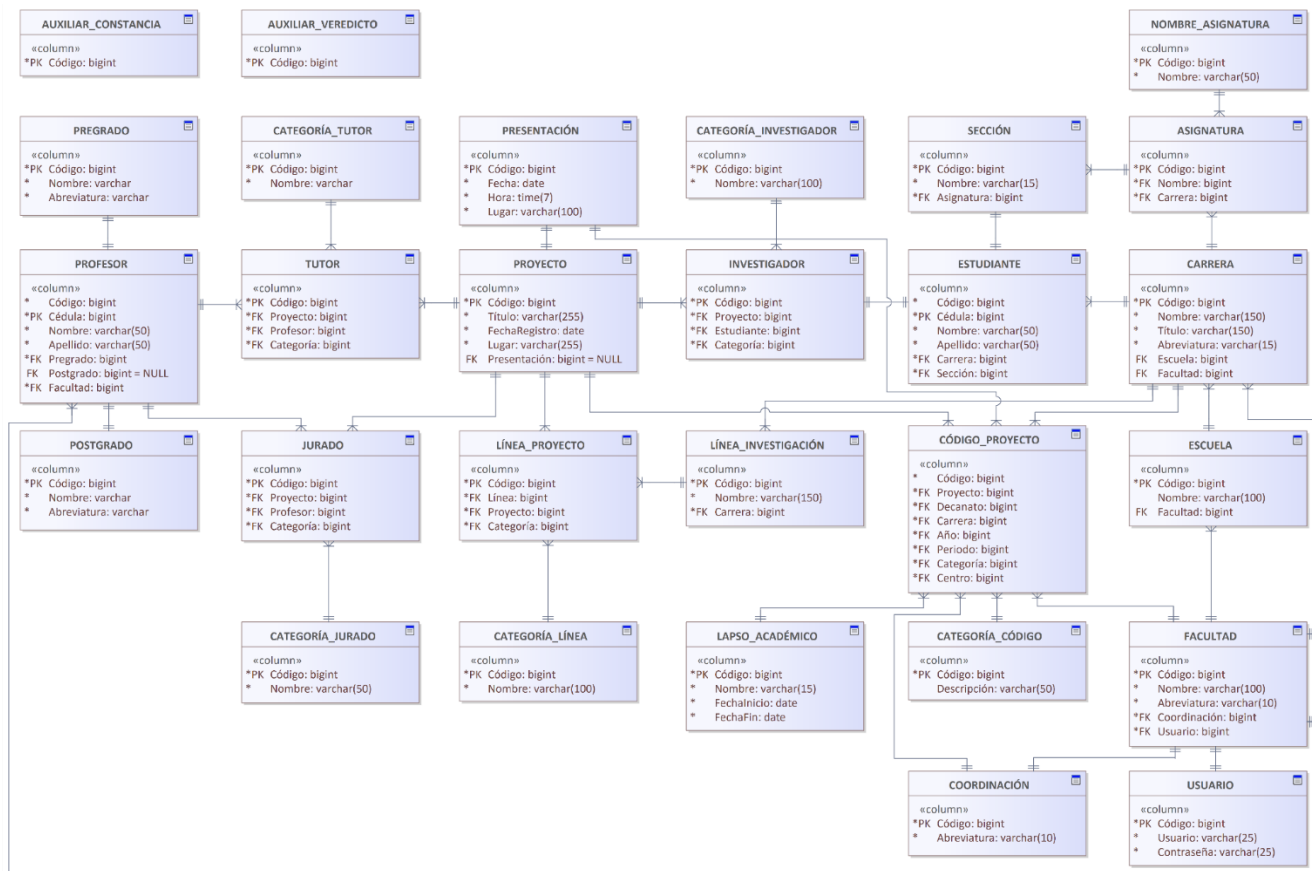 AUXILIAR_CONSTANCIA
«column»
*PK Código: bigint
AUXILIAR_VEREDICTO
«column»
*PK Código: bigint
NOMBRE_ASIGNATURA
«column»
*PK Código: bigint
* Nombre: varchar(50)
PREGRADO
«column»
*PK Código: bigint
* Nombre: varchar
* Abreviatura: varchar
CATEGORÍA_TUTOR
«column»
*PK Código: bigint
* Nombre: varchar
PRESENTACIÓN
«column»
*PK Código: bigint
* Fecha: date
* Hora: time(7)
* Lugar: varchar(100)
CATEGORÍA_INVESTIGADOR
«column»
*PK Código: bigint
* Nombre: varchar(100)
SECCIÓN
«column»
*PK Código: bigint
* Nombre: varchar(15)
*FK Asignatura: bigint
ASIGNATURA
«column»
*PK Código: bigint
*FK Nombre: bigint
*FK Carrera: bigint
PROFESOR
«column»
* Código: bigint
*PK Cédula: bigint
* Nombre: varchar(50)
* Apellido: varchar(50)
*FK Pregrado: bigint
FK Postgrado: bigint = NULL
*FK Facultad: bigint
TUTOR
«column»
*PK Código: bigint
*FK Proyecto: bigint
*FK Profesor: bigint
*FK Categoría: bigint
PROYECTO
«column»
*PK Código: bigint
* Título: varchar(255)
* FechaRegistro: date
* Lugar: varchar(255)
FK Presentación: bigint = NULL
INVESTIGADOR
«column»
*PK Código: bigint
*FK Proyecto: bigint
*FK Estudiante: bigint
*FK Categoría: bigint
ESTUDIANTE
«column»
* Código: bigint
*PK Cédula: bigint
* Nombre: varchar(50)
* Apellido: varchar(50)
*FK Carrera: bigint
*FK Sección: bigint
CARRERA
«column»
*PK Código: bigint
* Nombre: varchar(150)
* Título: varchar(150)
* Abreviatura: varchar(15)
FK Escuela: bigint
FK Facultad: bigint
POSTGRADO
«column»
*PK Código: bigint
* Nombre: varchar
* Abreviatura: varchar
JURADO
«column»
*PK Código: bigint
*FK Proyecto: bigint
*FK Profesor: bigint
*FK Categoría: bigint
LÍNEA_PROYECTO
«column»
*PK Código: bigint
*FK Línea: bigint
*FK Proyecto: bigint
*FK Categoría: bigint
LÍNEA_INVESTIGACIÓN
«column»
*PK Código: bigint
* Nombre: varchar(150)
*FK Carrera: bigint
CÓDIGO_PROYECTO
«column»
* Código: bigint
*FK Proyecto: bigint
*FK Decanato: bigint
*FK Carrera: bigint
*FK Año: bigint
*FK Periodo: bigint
*FK Categoría: bigint
*FK Centro: bigint
ESCUELA
«column»
*PK Código: bigint
Nombre: varchar(100)
FK Facultad: bigint
CATEGORÍA_JURADO
«column»
*PK Código: bigint
* Nombre: varchar(50)
CATEGORÍA_LÍNEA
«column»
*PK Código: bigint
* Nombre: varchar(100)
LAPSO_ACADÉMICO
«column»
*PK Código: bigint
* Nombre: varchar(15)
* FechaInicio: date
* FechaFin: date
CATEGORÍA_CÓDIGO
«column»
*PK Código: bigint
Descripción: varchar(50)
FACULTAD
«column»
*PK Código: bigint
* Nombre: varchar(100)
* Abreviatura: varchar(10)
*FK Coordinación: bigint
*FK Usuario: bigint
COORDINACIÓN
«column»
*PK Código: bigint
* Abreviatura: varchar(10)
USUARIO
«column»
*PK Código: bigint
* Usuario: varchar(25)
* Contraseña: varchar(25)